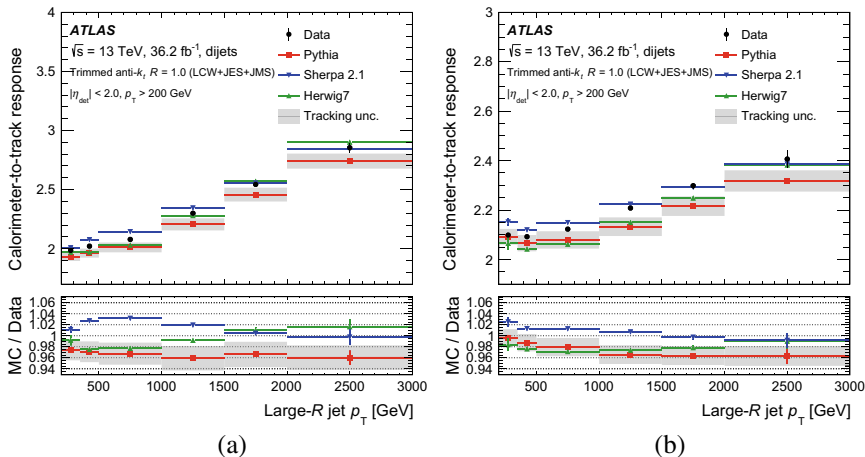 ATLAS
√s = 13 TeV, 36.2 fb⁻¹, dijets
Trimmed anti-kₜ R = 1.0 (LCW+JES+JMS)
|η_det| < 2.0, p_T > 200 GeV
Data
Pythia
Sherpa 2.1
Herwig7
Tracking unc.
Calorimeter-to-track response
4
3.5
3
2.5
2
MC / Data
1.06
1.04
1.02
1
0.98
0.96
0.94
500 1000 1500 2000 2500 3000
Large-R jet p_T [GeV]
(a)
ATLAS
√s = 13 TeV, 36.2 fb⁻¹, dijets
Trimmed anti-kₜ R = 1.0 (LCW+JES+JMS)
|η_det| < 2.0, p_T > 200 GeV
Data
Pythia
Sherpa 2.1
Herwig7
Tracking unc.
Calorimeter-to-track response
3
2.8
2.6
2.4
2.2
2
MC / Data
1.06
1.04
1.02
1
0.98
0.96
0.94
500 1000 1500 2000 2500 3000
Large-R jet p_T [GeV]
(b)